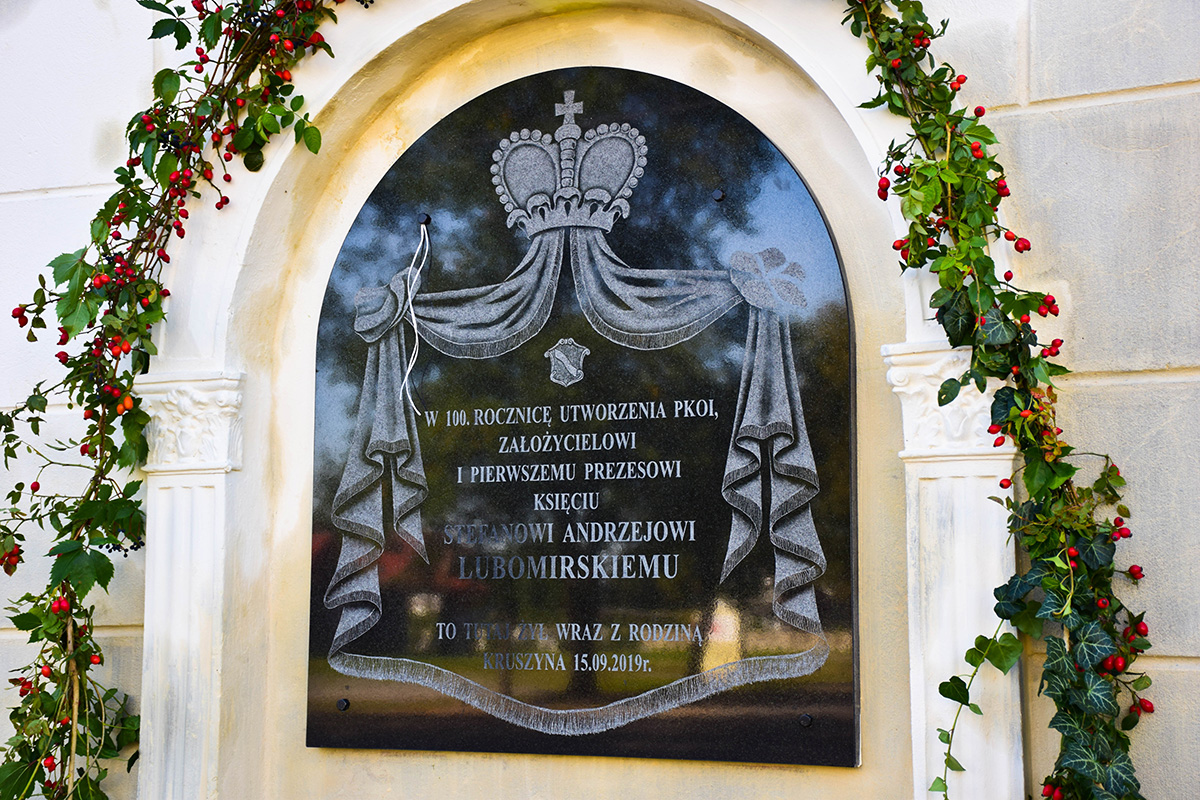 W 100. ROCZNICĘ UTWORZENIA PKOI,
ZAŁOŻYCIELOWI
I PIERWSZEMU PREZESOWI
KSIĘCIU
STEFANOWI ANDRZEJOWI
LUBOMIRSKIEMU
TO TUTAJ ŻYŁ WRAZ Z RODZINĄ
KRUSZYNA 15.09.2019r.